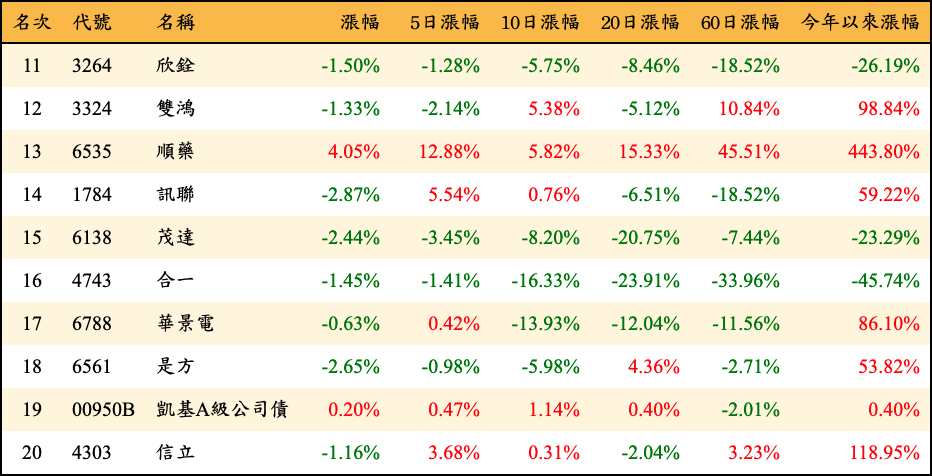 名次 代號 名稱 漲幅 5日漲幅 10日漲幅 20日漲幅 60日漲幅 今年以來漲幅
11 3264 欣銓 -1.50% -1.28% -5.75% -8.46% -18.52% -26.19%
12 3324 雙鴻 -1.33% -2.14% 5.38% -5.12% 10.84% 98.84%
13 6535 順藥 4.05% 12.88% 5.82% 15.33% 45.51% 443.80%
14 1784 訊聯 -2.87% 5.54% 0.76% -6.51% -18.52% 59.22%
15 6138 茂達 -2.44% -3.45% -8.20% -20.75% -7.44% -23.29%
16 4743 合一 -1.45% -1.41% -16.33% -23.91% -33.96% -45.74%
17 6788 華景電 -0.63% 0.42% -13.93% -12.04% -11.56% 86.10%
18 6561 是方 -2.65% -0.98% -5.98% 4.36% -2.71% 53.82%
19 00950B 凱基A級公司債 0.20% 0.47% 1.14% 0.40% -2.01% 0.40%
20 4303 信立 -1.16% 3.68% 0.31% -2.04% 3.23% 118.95%